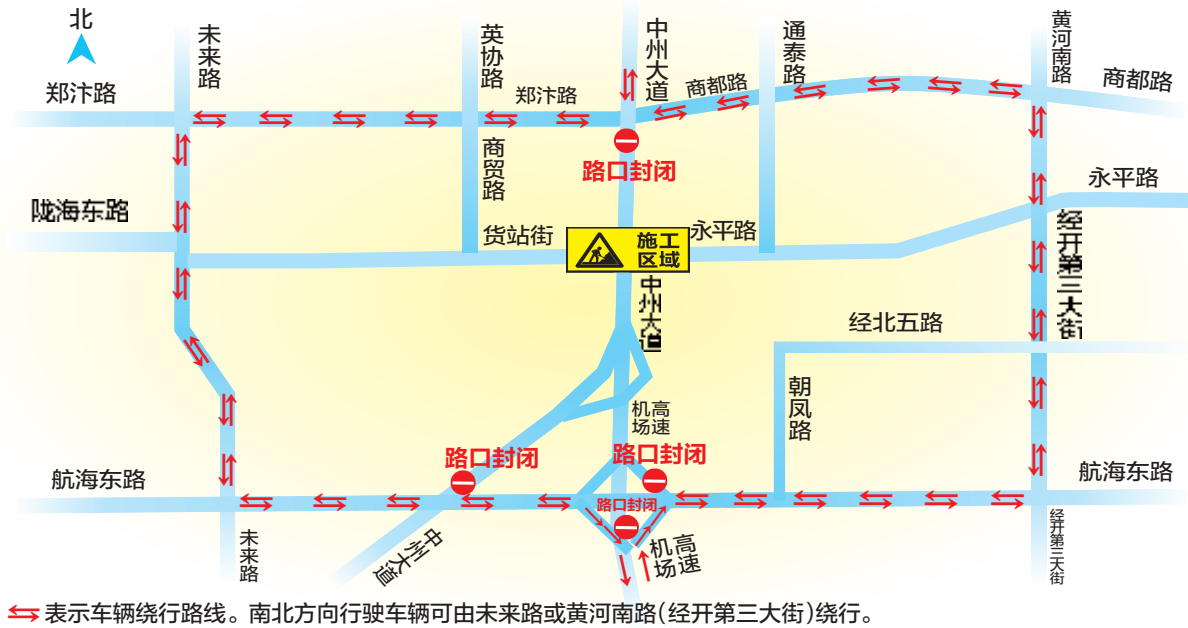 北
未来路
英协路
中州大道
通泰路
黄河南路
郑汴路
郑汴路
商都路
商都路
商贸路
路口封闭
永平路
陇海东路
货站街
施工
区域
永平路
经开第三大街
中州大道
经北五路
朝凤路
机场高速
路口封闭
路口封闭
航海东路
航海东路
路口封闭
未来路
中州大道
机场高速
经开第三大街
表示车辆绕行路线。南北方向行驶车辆可由未来路或黄河南路(经开第三大街)绕行。